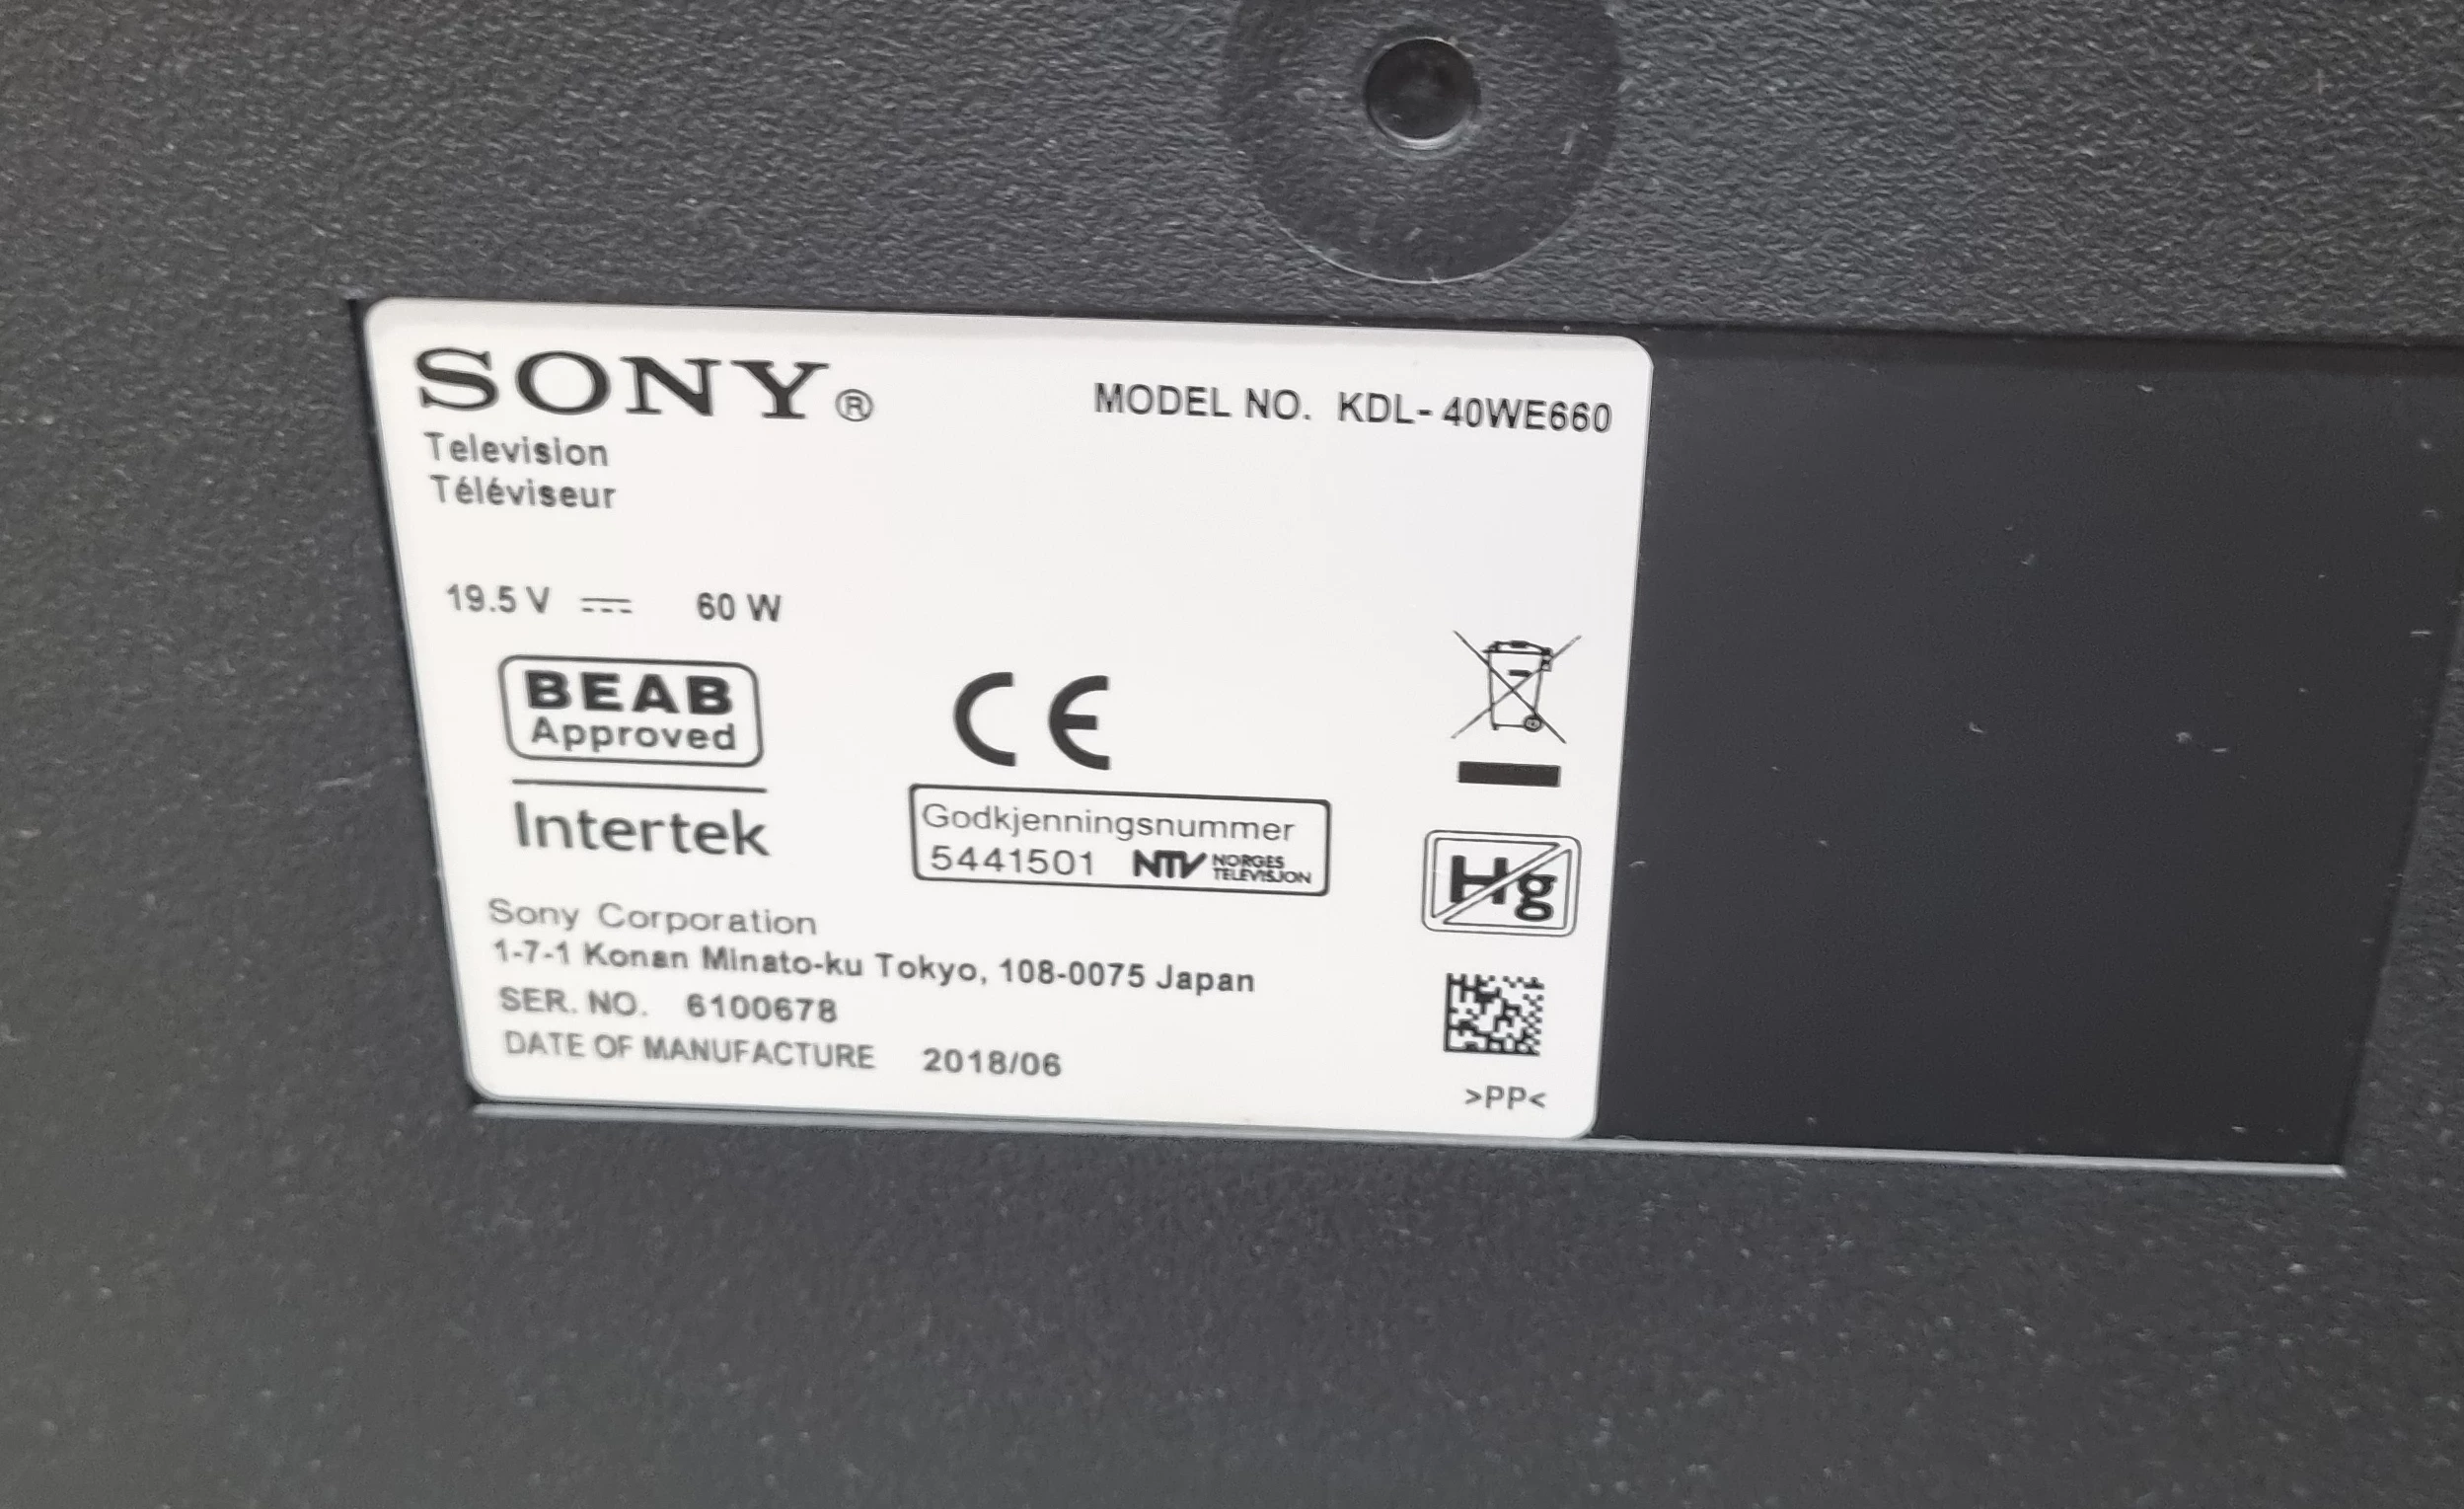 SONY®
MODEL NO. KDL-40WE660
Television
Téléviseur
19.5 V 60 W
BEAB
Approved
CE
Intertek
Godkjenningsnummer
5441501 NTV NORGES TELEVISJON
Hg
Sony Corporation
1-7-1 Konan Minato-ku Tokyo, 108-0075 Japan
SER. NO. 6100678
DATE OF MANUFACTURE 2018/06
>PP<